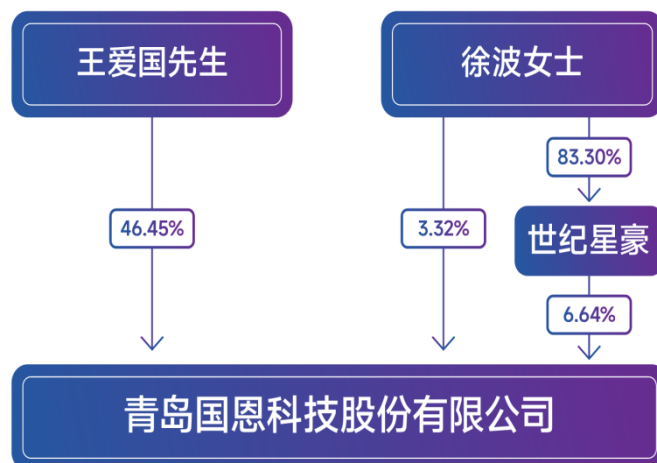 王爱国先生
徐波女士
83.30%
46.45%
3.32%
世纪星豪
6.64%
青岛国恩科技股份有限公司